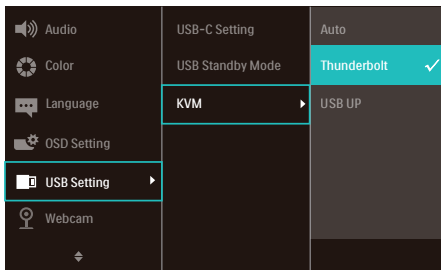 Audio
Color
Language
OSD Setting
USB Setting
Webcam
USB-C Setting
USB Standby Mode
KVM
Auto
Thunderbolt
USB UP